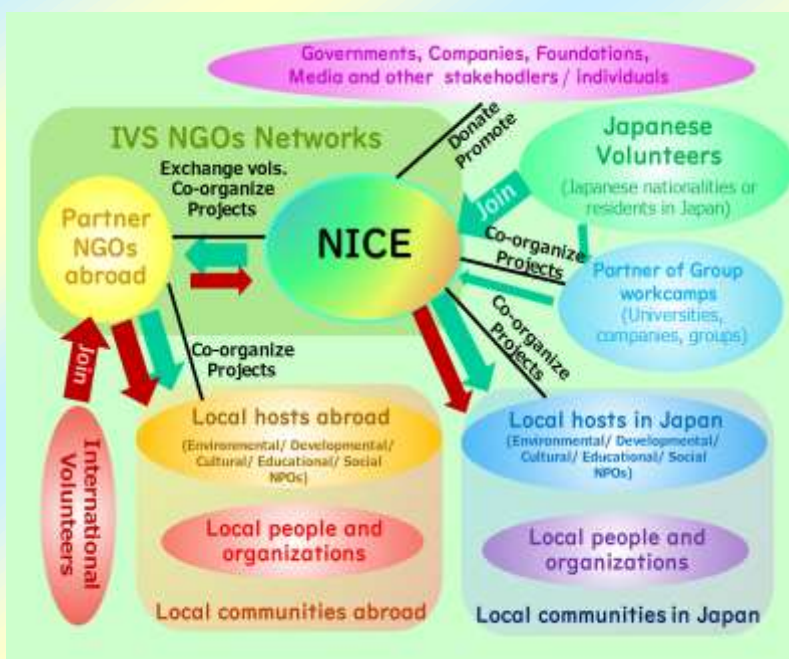 Governments, Companies, Foundations,
Media and other stakehodlers / individuals
IVS NGOs Networks
Donate
Promote
Japanese
Volunteers
(Japanese nationalities or
residents in Japan)
Exchange vols.
Co-organize
Projects
Partner
NGOs
abroad
NICE
Join
Co-organize
Projects
Partner of Group
workcamps
(Universities,
companies, groups)
Co-organize
Projects
Join
Co-organize
Projects
International
Volunteers
Local hosts abroad
(Environmental/ Developmental/
Cultural/ Educational/ Social
NPOs)
Local hosts in Japan
(Environmental/ Developmental/
Cultural/ Educational/ Social
NPOs)
Local people and
organizations
Local people and
organizations
Local communities abroad
Local communities in Japan